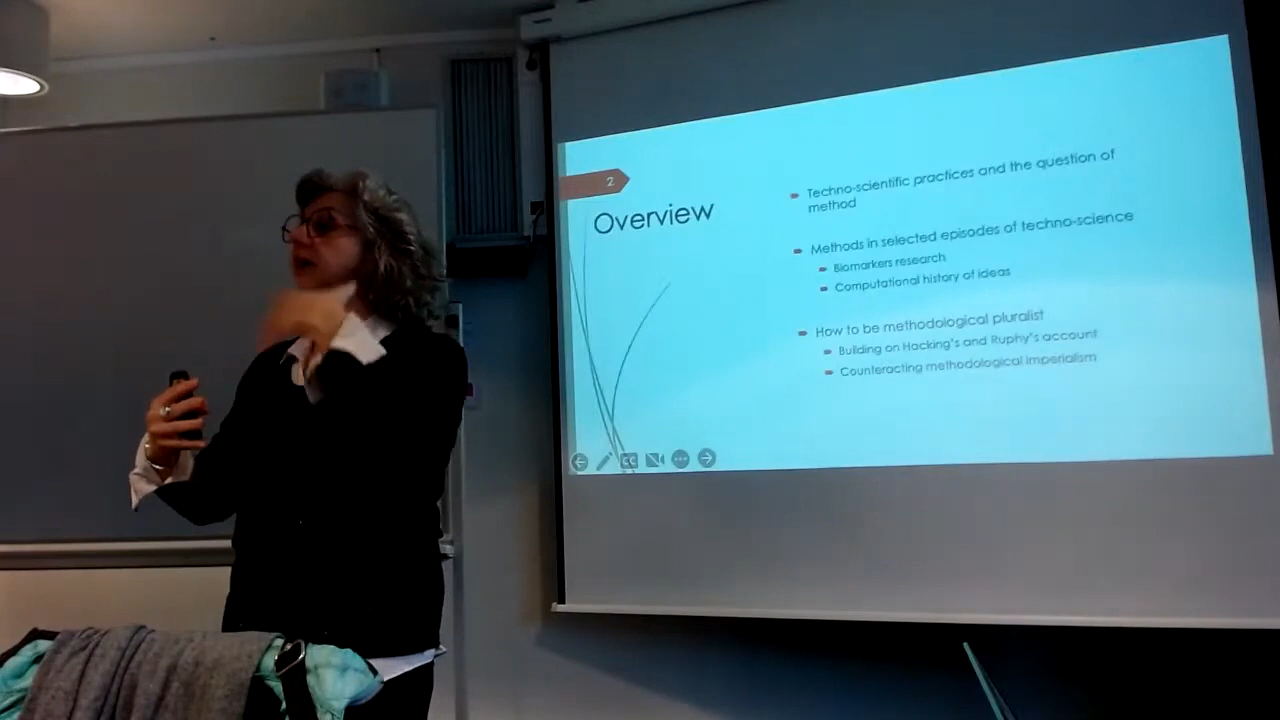 2
Overview
Techno-scientific practices and the question of
method
Methods in selected episodes of techno-science
Biomarkers research
Computational history of ideas
How to be methodological pluralist
Building on Hacking's and Ruphy's account
Counteracting methodological imperialism
CC